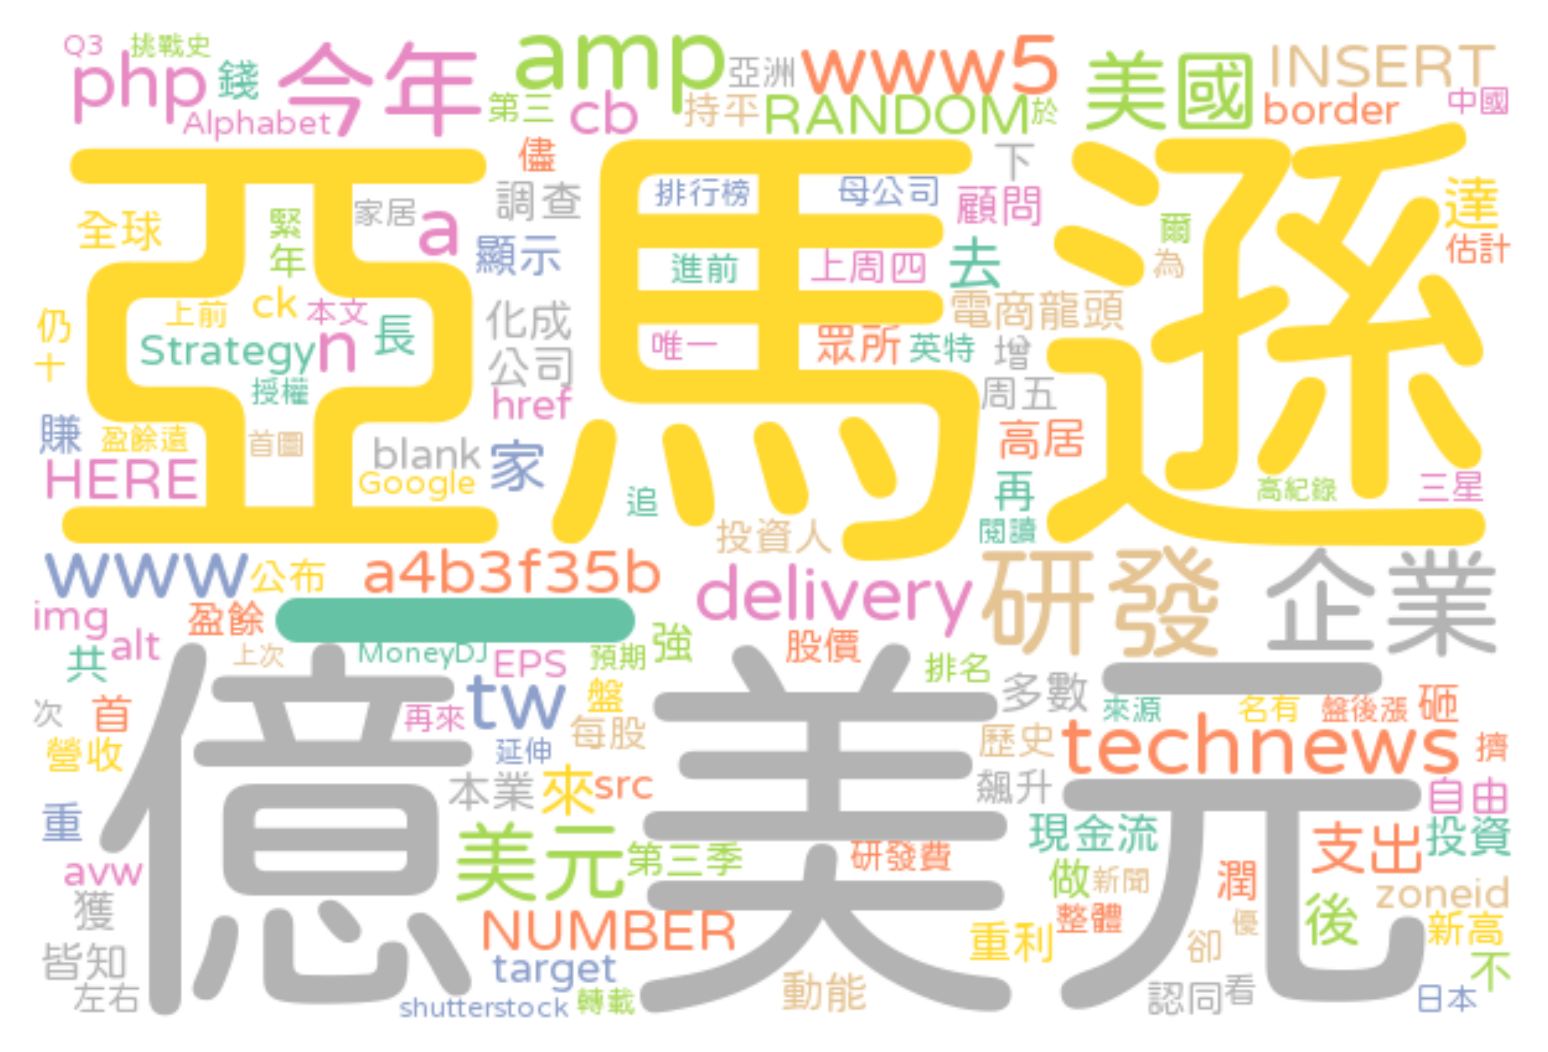 Q3 挑戰史
php 錢 今年 amp 亞洲 www5 美國 INSERT
Alphabet 第三 cb 持平 RANDOM 於 border 中國
亞馬遜
儘 下
調查 排行榜 母公司 顧問 達
全球 緊 家居 a 顯示 爾 估計
年 進前 上周四 去 為
仍 上前 ck 本文 化成 電商龍頭
十 Strategy n 長 公司 唯一 眾所 英特 增
授權 href 周五
賺 盈餘遠 首圖 blank 家 高居
HERE Google 追 再 高紀錄 三星
投資人 閱讀
www 公布 a4b3f35b delivery 研發 企業
img alt 盈餘 一 股價
共 上次 MoneyDJ EPS 預期 強 排名
億美元
次 首 再來 tw 盤 每股 多數 來源 名有 盤後漲 砸
營收 延伸 歷史 technews 擠
本業 來 src 飆升 自由
重 美元 第三季 研發費 現金流 支出 投資
avw 做 新聞 潤 zoneid
獲 NUMBER 重利 整體 優 後 新高
皆知 target 動能 卻 不
左右 shutterstock 轉載 認同 看 日本